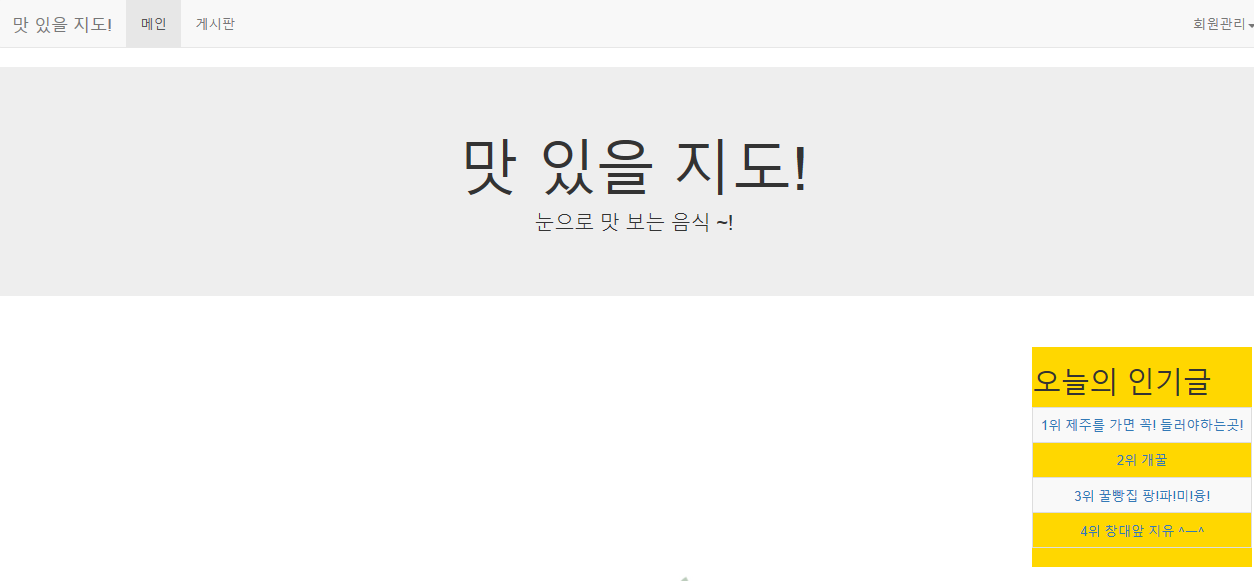 맛 있을 지도! 메인 게시판 회원관리
맛 있을 지도!
눈으로 맛 보는 음식 ~!
오늘의 인기글
1위 제주를 가면 꼭! 들러야하는곳!
2위 개꿀
3위 꿀빵집 팡!파!미!융!
4위 창대앞 지유 ^ㅡ^